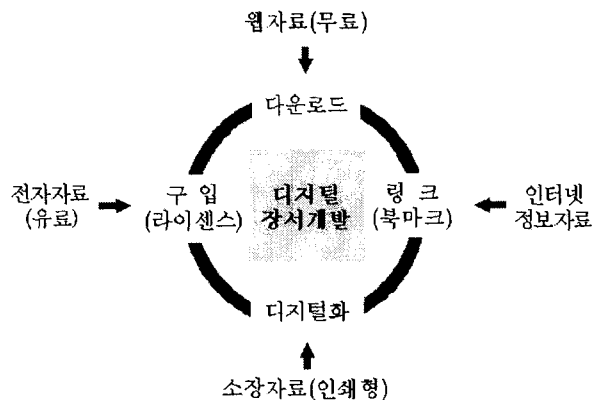 웹자료(무료)
다운로드
전자자료
(유료)
구 입
(라이센스)
디지털
장서개발
링 크
(북마크)
인터넷
정보자료
디지털화
소장자료(인쇄형)